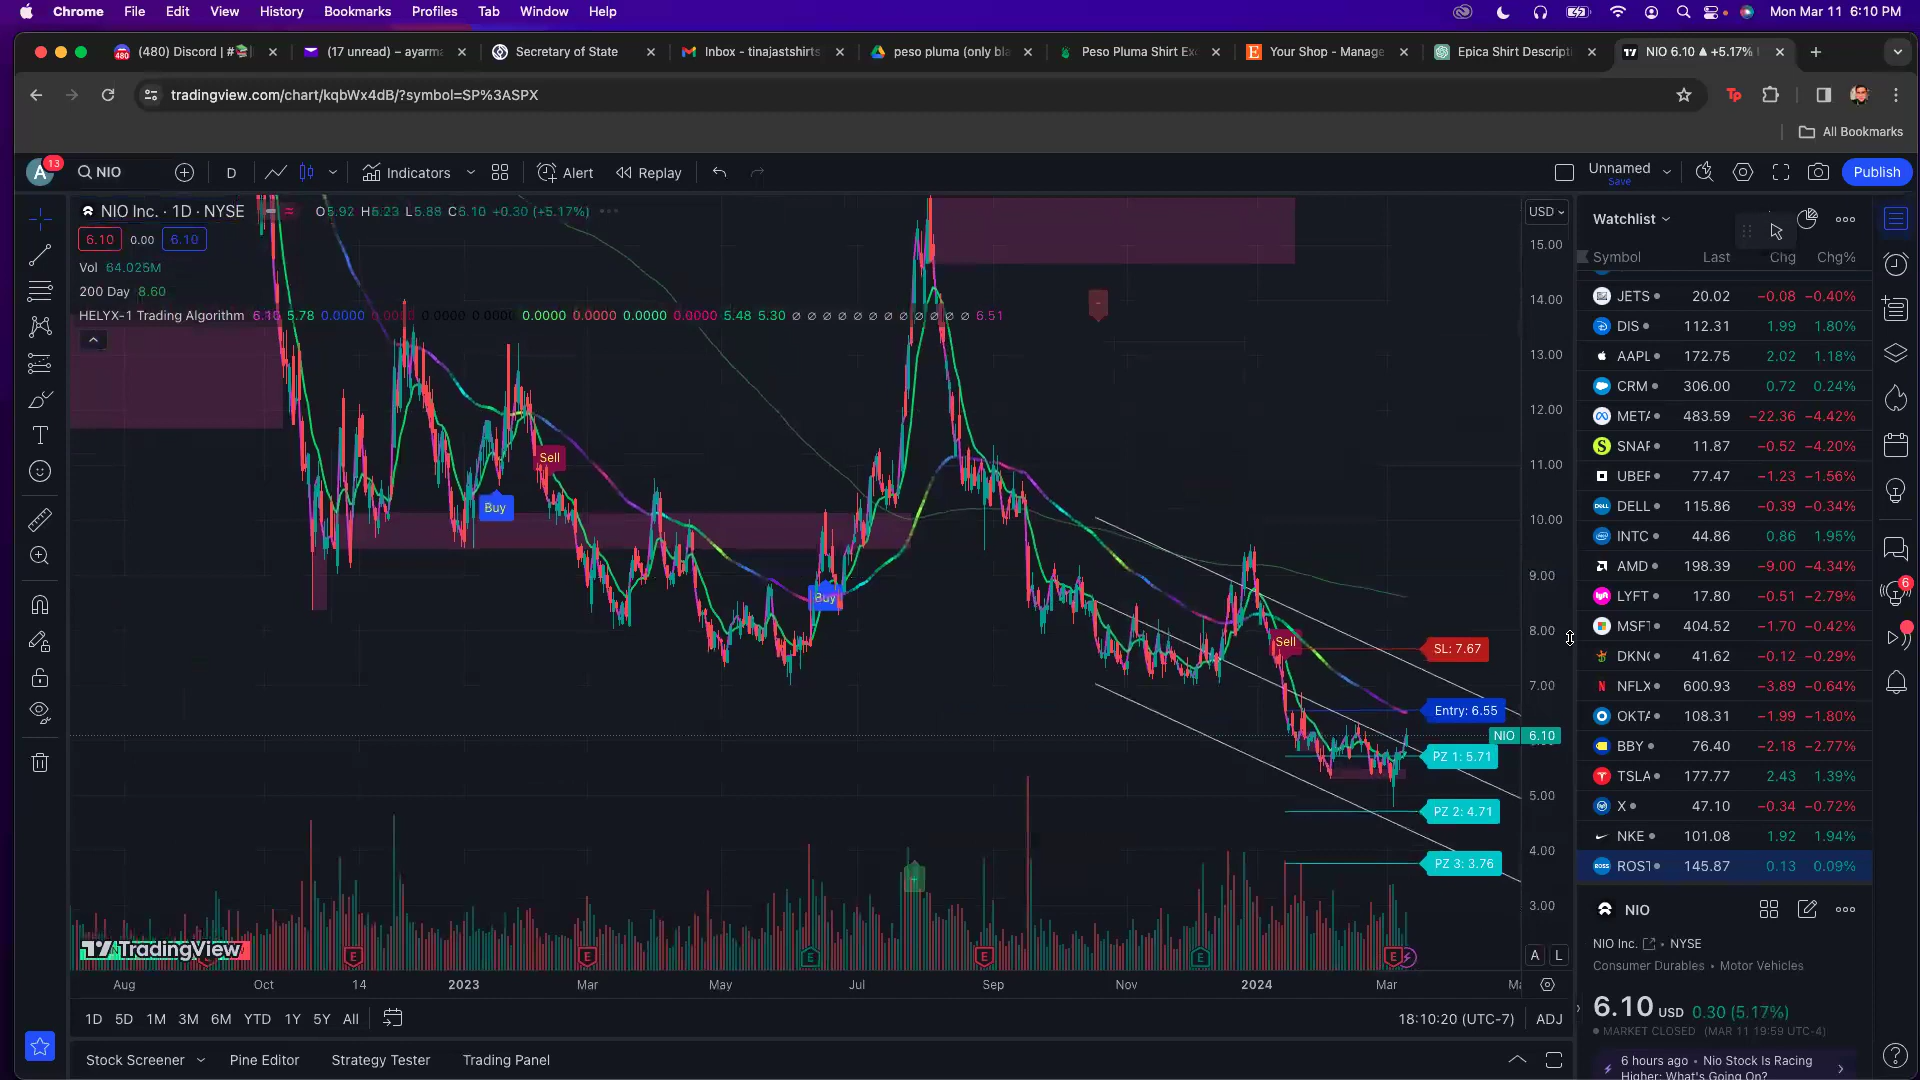 Chrome File Edit View History Bookmarks Profiles Tab Window Help Mon Mar 11 6:10 PM
(480) Discord | # (17 unread) – ayarm Secretary of State Inbox - tinajastshirts peso pluma (only bla Peso Pluma Shirt Ex Your Shop - Manage Epica Shirt Descripti NIO 6.10 ▲ +5.17%
tradingview.com/chart/kqbWx4dB/?symbol=SP%3ASPX
All Bookmarks
A 13 NIO D Indicators Alert Replay Unnamed Save Publish
NIO Inc. · 1D · NYSE O5.92 H6.23 L5.88 C6.10 +0.30 (+5.17%)
6.10 0.00 6.10
Vol 64.025M
200 Day 8.60
HELYX-1 Trading Algorithm 6.10 5.78 0.0000 0.0000 0.0000 0.0000 0.0000 0.0000 0.0000 0.0000 5.48 5.30 ∅ ∅ ∅ ∅ ∅ ∅ ∅ ∅ ∅ ∅ ∅ ∅ 6.51
USD
15.00
14.00
13.00
12.00
11.00
10.00
9.00
8.00
7.00
5.00
4.00
3.00
Sell
Buy
Buy
Sell
SL: 7.67
Entry: 6.55
NIO 6.10
PZ 1: 5.71
PZ 2: 4.71
PZ 3: 3.76
TradingView
E E E E E E
A L
Aug Oct 14 2023 Mar May Jul Sep Nov 2024 Mar
1D 5D 1M 3M 6M YTD 1Y 5Y All 18:10:20 (UTC-7) ADJ
Stock Screener Pine Editor Strategy Tester Trading Panel
Watchlist
Symbol Last Chg Chg%
JETS 20.02 −0.08 −0.40%
DIS 112.31 1.99 1.80%
AAPL 172.75 2.02 1.18%
CRM 306.00 0.72 0.24%
META 483.59 −22.36 −4.42%
SNAP 11.87 −0.52 −4.20%
UBER 77.47 −1.23 −1.56%
DELL 115.86 −0.39 −0.34%
INTC 44.86 0.86 1.95%
AMD 198.39 −9.00 −4.34%
LYFT 17.80 −0.51 −2.79%
MSFT 404.52 −1.70 −0.42%
DKNG 41.62 −0.12 −0.29%
NFLX 600.93 −3.89 −0.64%
OKTA 108.31 −1.99 −1.80%
BBY 76.40 −2.18 −2.77%
TSLA 177.77 2.43 1.39%
X 47.10 −0.34 −0.72%
NKE 101.08 1.92 1.94%
ROST 145.87 0.13 0.09%
NIO
NIO Inc. • NYSE
Consumer Durables • Motor Vehicles
6.10 USD 0.30 (5.17%)
MARKET CLOSED (MAR 11 19:59 UTC-4)
6 hours ago • Nio Stock Is Racing
Higher: What's Going On?
6